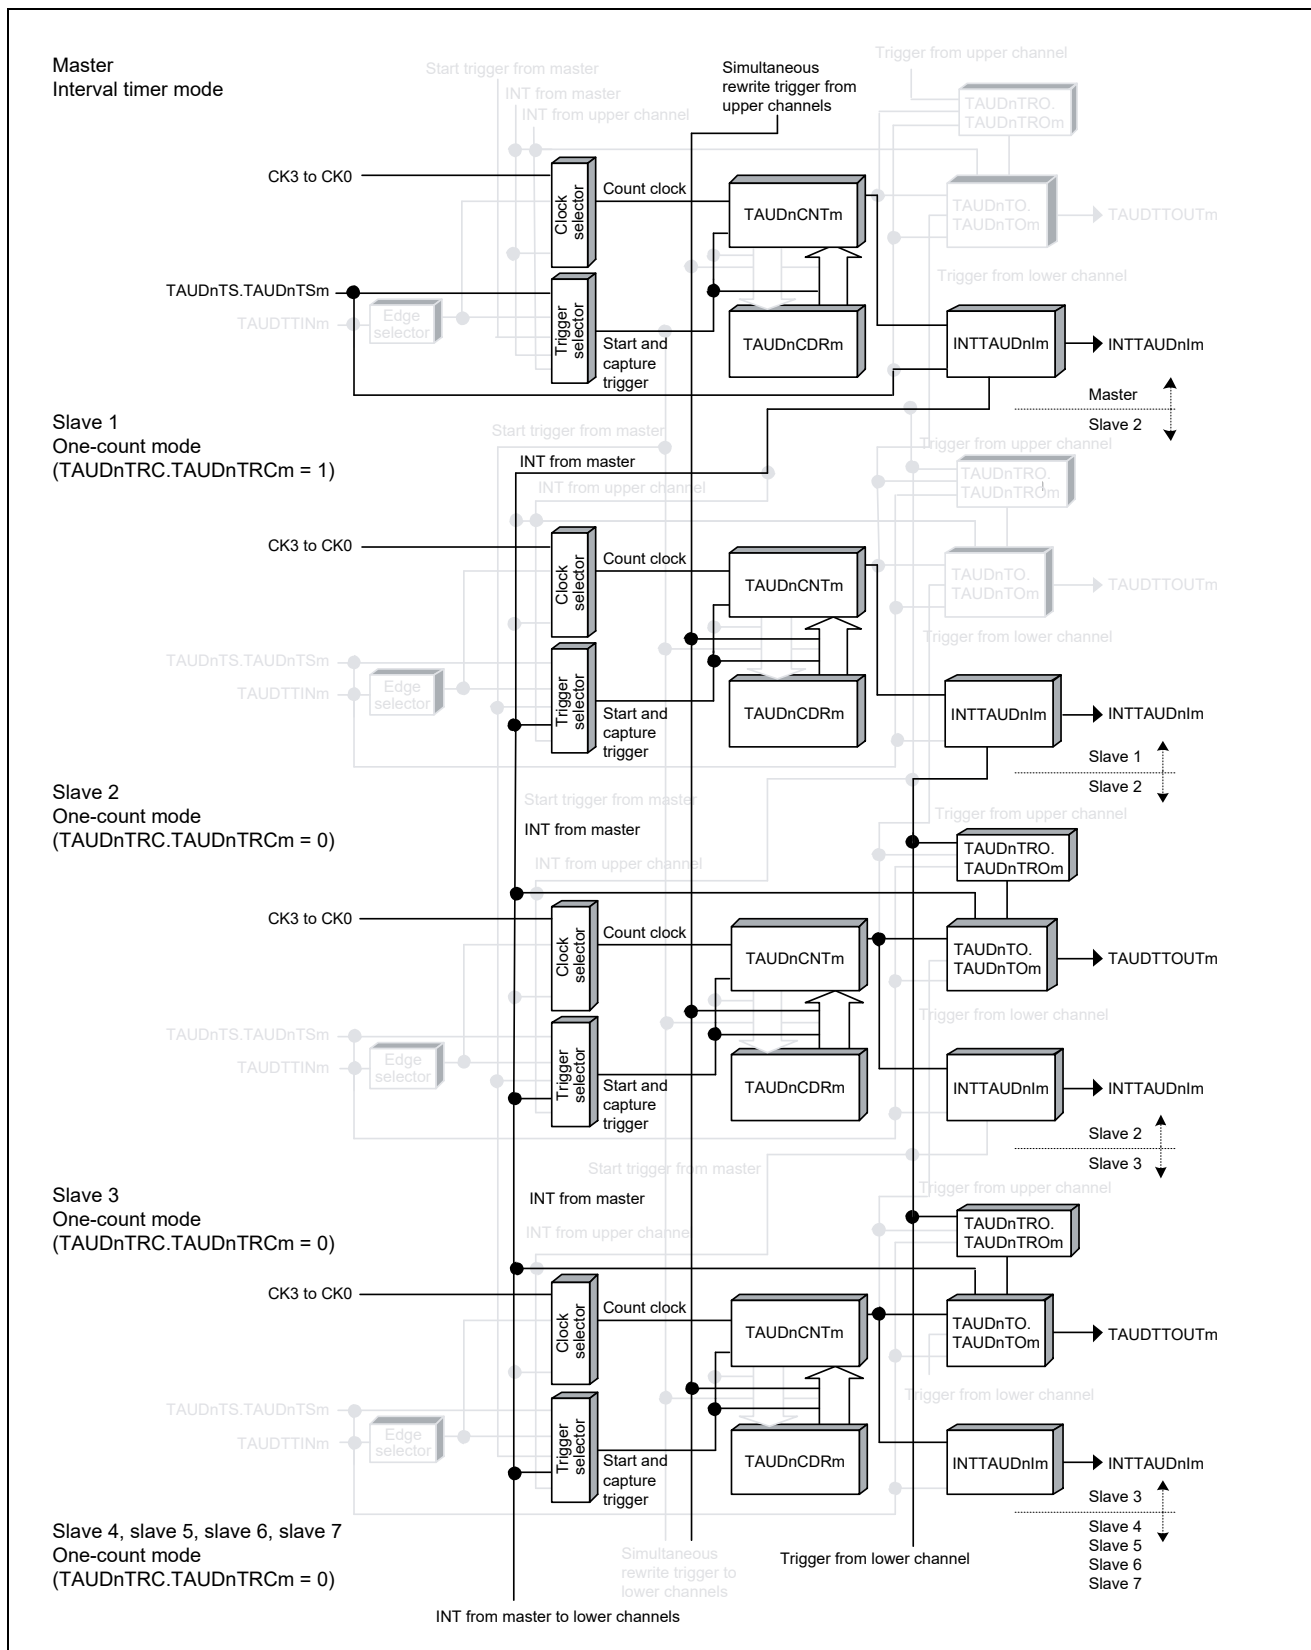 Master
Interval timer mode
Start trigger from master
INT from master
INT from upper channel
Simultaneous
rewrite trigger from
upper channels
Trigger from upper channel
TAUDnTRO.
TAUDnTROm
CK3 to CK0
Clock
selector
Count clock
TAUDnCNTm
TAUDnTO.
TAUDnTOm
TAUDTTOUTm
TAUDnTS.TAUDnTSm
TAUDTTINm
Edge
selector
Trigger
selector
Start and
capture
trigger
TAUDnCDRm
Trigger from lower channel
INTTAUDnIm
INTTAUDnIm
Master
Slave 2
Slave 1
One-count mode
(TAUDnTRC.TAUDnTRCm = 1)
Start trigger from master
INT from master
INT from upper channel
Trigger from upper channel
TAUDnTRO.
TAUDnTROm
CK3 to CK0
Clock
selector
Count clock
TAUDnCNTm
TAUDnTO.
TAUDnTOm
TAUDTTOUTm
Trigger from lower channel
TAUDnTS.TAUDnTSm
TAUDTTINm
Edge
selector
Trigger
selector
Start and
capture
trigger
TAUDnCDRm
INTTAUDnIm
INTTAUDnIm
Slave 1
Slave 2
Slave 2
One-count mode
(TAUDnTRC.TAUDnTRCm = 0)
Start trigger from master
INT from master
INT from upper channel
Trigger from upper channel
TAUDnTRO.
TAUDnTROm
CK3 to CK0
Clock
selector
Count clock
TAUDnCNTm
TAUDnTO.
TAUDnTOm
TAUDTTOUTm
Trigger from lower channel
TAUDnTS.TAUDnTSm
TAUDTTINm
Edge
selector
Trigger
selector
Start and
capture
trigger
TAUDnCDRm
INTTAUDnIm
INTTAUDnIm
Slave 2
Slave 3
Slave 3
One-count mode
(TAUDnTRC.TAUDnTRCm = 0)
Start trigger from master
INT from master
INT from upper channel
Trigger from upper channel
TAUDnTRO.
TAUDnTROm
CK3 to CK0
Clock
selector
Count clock
TAUDnCNTm
TAUDnTO.
TAUDnTOm
TAUDTTOUTm
Trigger from lower channel
TAUDnTS.TAUDnTSm
TAUDTTINm
Edge
selector
Trigger
selector
Start and
capture
trigger
TAUDnCDRm
INTTAUDnIm
INTTAUDnIm
Slave 3
Slave 4
Slave 5
Slave 6
Slave 7
Slave 4, slave 5, slave 6, slave 7
One-count mode
(TAUDnTRC.TAUDnTRCm = 0)
Simultaneous
rewrite trigger to
lower channels
Trigger from lower channel
INT from master to lower channels